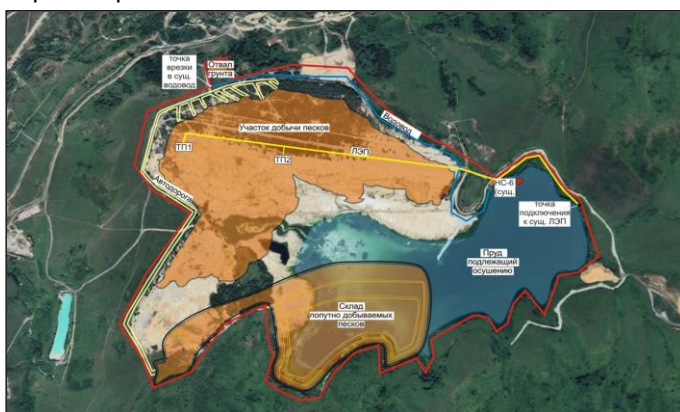 точка
врезки
в сущ.
водовод
Отвал
грунта
Водовод
Участок добычи песков
ТП1
ТП2
ЛЭП
Автодорога
НС-6
(сущ.
точка
подключения
к сущ. ЛЭП
Пруд
подлежащий
осушению
Склад
попутно добываемых
песков